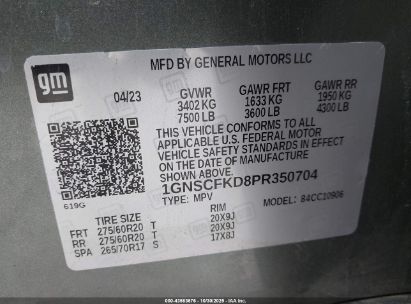 gm
MFD BY GENERAL MOTORS LLC
04/23 GVWR GAWR FRT GAWR RR
3402 KG 1633 KG 1950 KG
7500 LB 3600 LB 4300 LB
THIS VEHICLE CONFORMS TO ALL
APPLICABLE U.S. FEDERAL MOTOR
VEHICLE SAFETY STANDARDS IN EFFECT
ON THE DATE OF MANUFACTURE
1GNSCFKD8PR350704
619G TYPE: MPV MODEL: 84CC10906
TIRE SIZE RIM
FRT 275/60R20 T 20X9J
RR 275/60R20 T 20X9J
SPA 265/70R17 S 17X8J